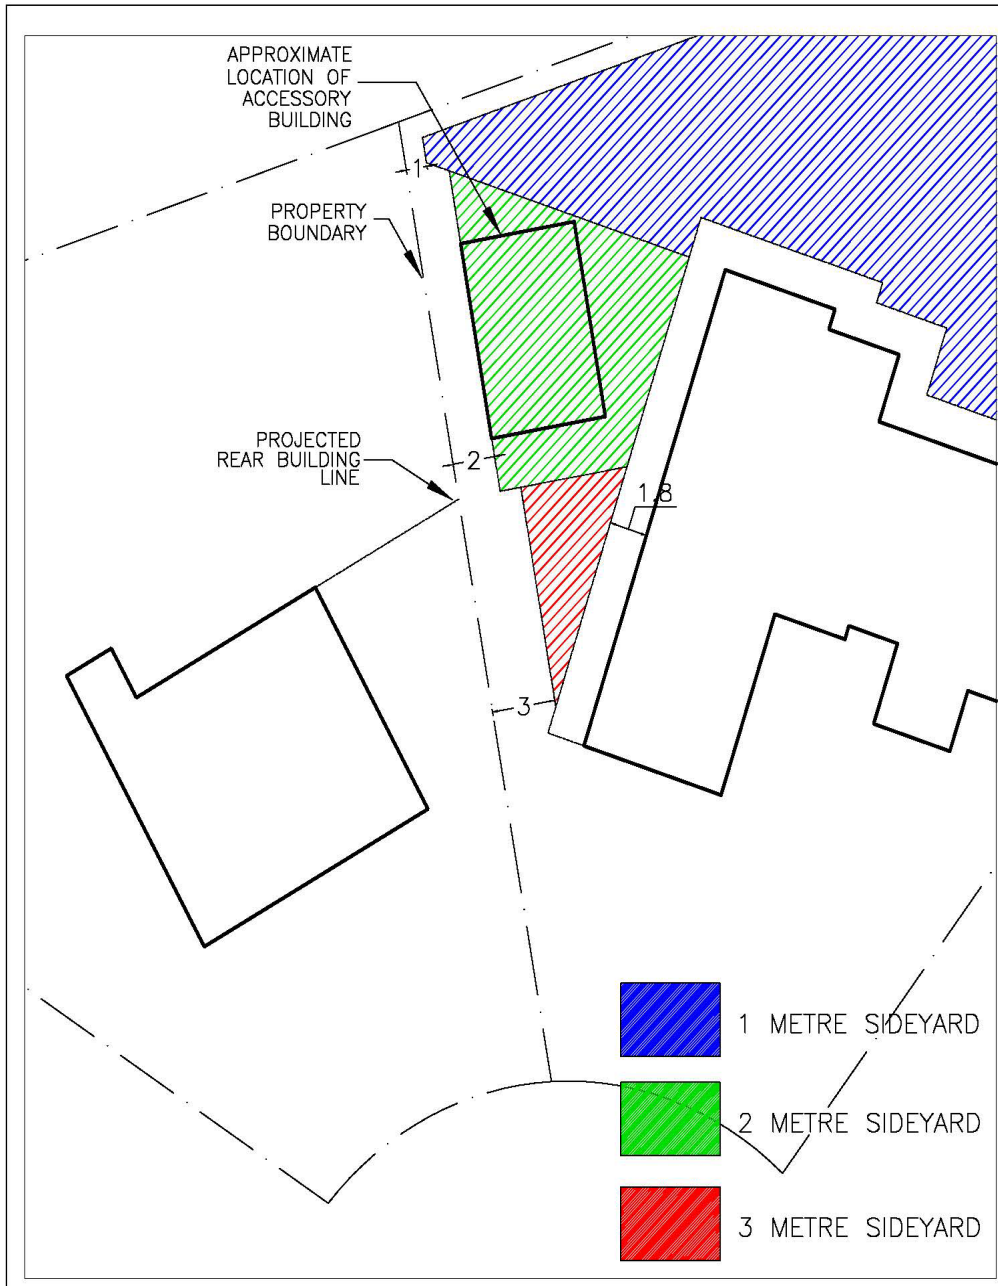 APPROXIMATE
LOCATION OF
ACCESSORY
BUILDING
1
PROPERTY
BOUNDARY
PROJECTED
REAR BUILDING
LINE
2
1.8
3
1 METRE SIDEYARD
2 METRE SIDEYARD
3 METRE SIDEYARD